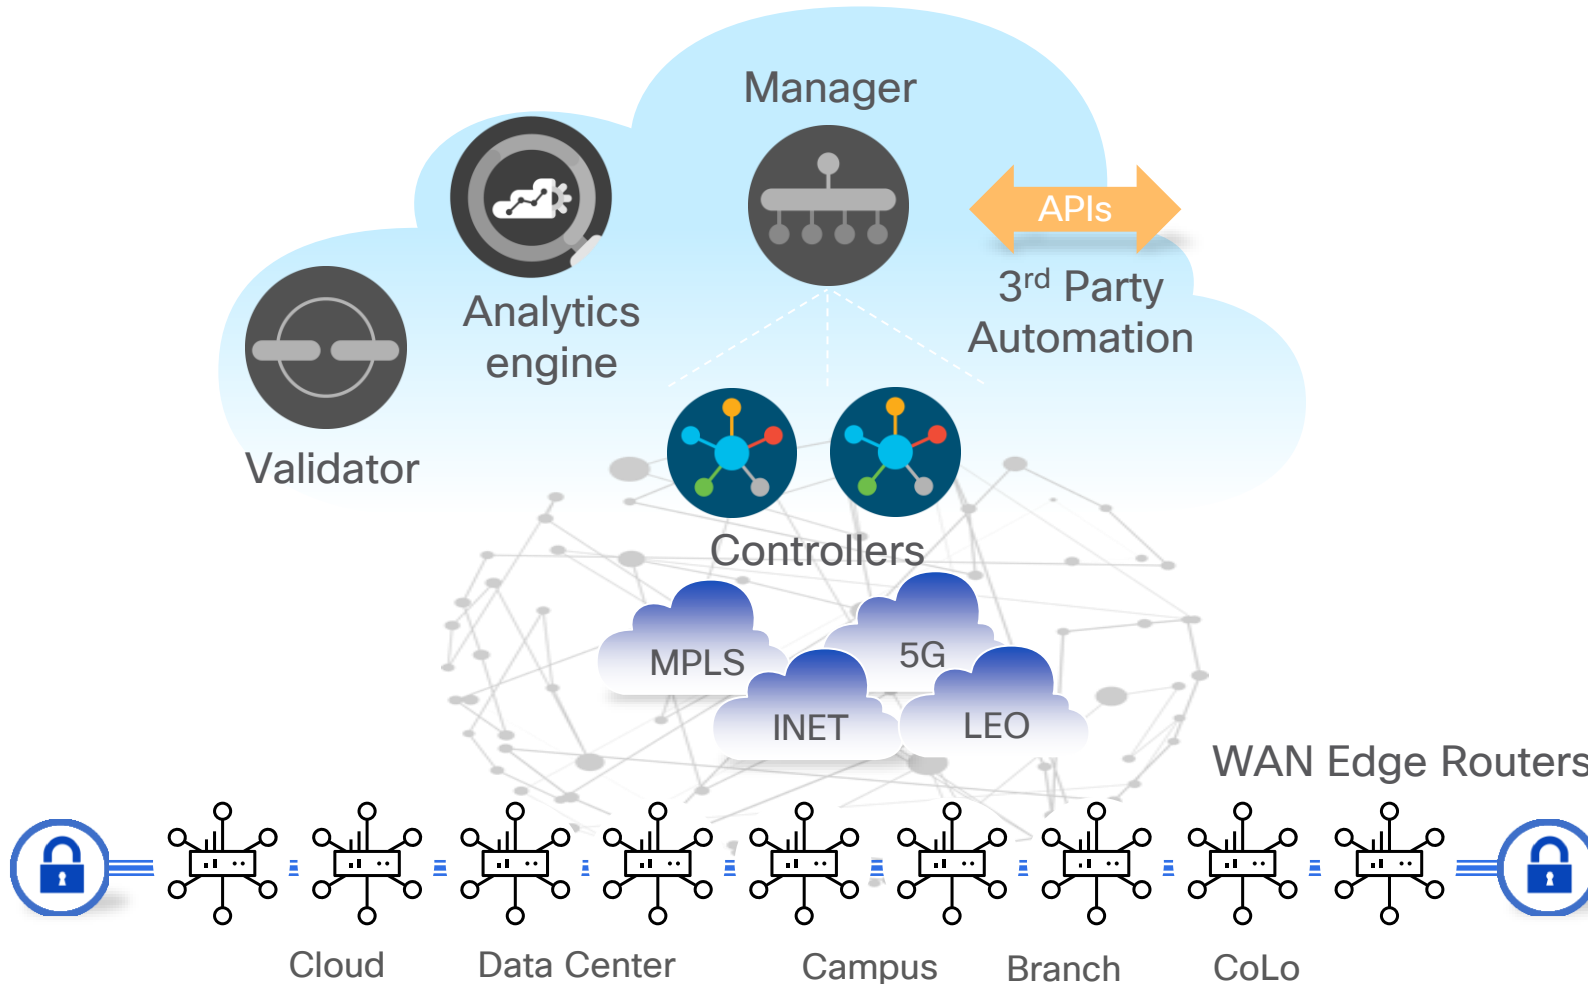 Manager
APIs
3rd Party
Automation
Analytics
engine
Validator
Controllers
MPLS
5G
INET
LEO
WAN Edge Routers
Cloud
Data Center
Campus
Branch
CoLo